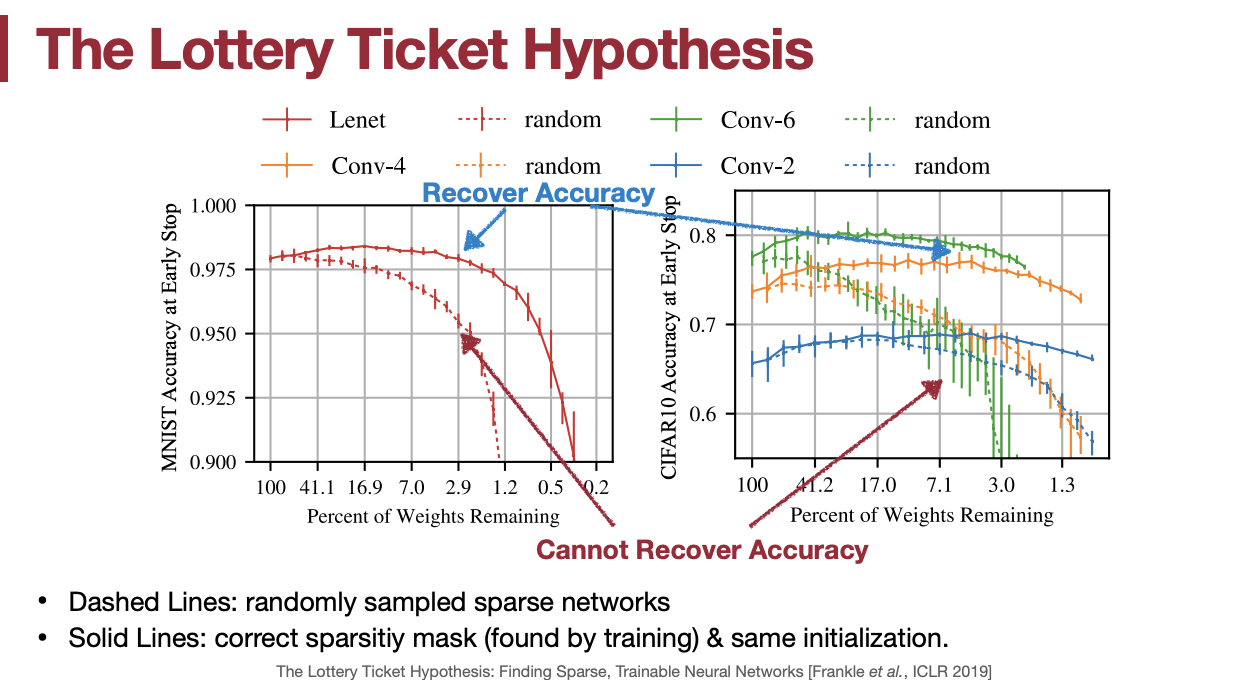 The Lottery Ticket Hypothesis
Lenet random Conv-6 random
Conv-4 random Conv-2 random
Recover Accuracy
MNIST Accuracy at Early Stop
1.000
0.975
0.950
0.925
0.900
100 41.1 16.9 7.0 2.9 1.2 0.5 0.2
Percent of Weights Remaining
CIFAR10 Accuracy at Early Stop
0.8
0.7
0.6
100 41.2 17.0 7.1 3.0 1.3
Percent of Weights Remaining
Cannot Recover Accuracy
• Dashed Lines: randomly sampled sparse networks
• Solid Lines: correct sparsitiy mask (found by training) & same initialization.
The Lottery Ticket Hypothesis: Finding Sparse, Trainable Neural Networks [Frankle et al., ICLR 2019]